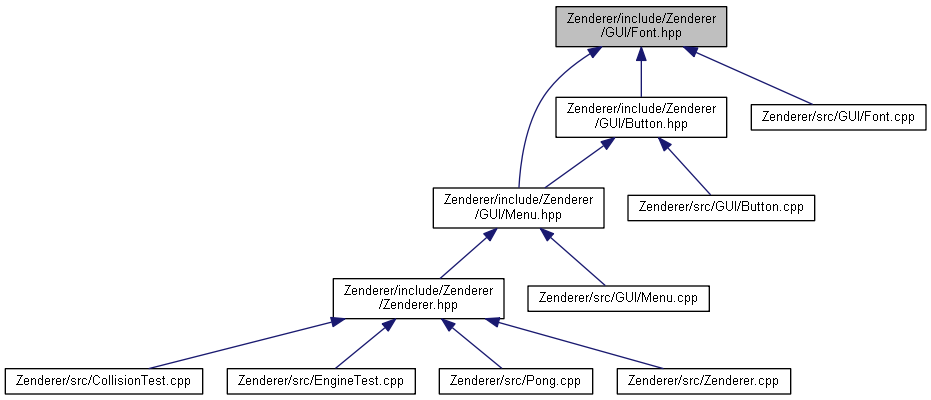 Zenderer/include/Zenderer
/GUI/Font.hpp
Zenderer/include/Zenderer
/GUI/Button.hpp
Zenderer/src/GUI/Font.cpp
Zenderer/include/Zenderer
/GUI/Menu.hpp
Zenderer/src/GUI/Button.cpp
Zenderer/include/Zenderer
/Zenderer.hpp
Zenderer/src/GUI/Menu.cpp
Zenderer/src/CollisionTest.cpp
Zenderer/src/EngineTest.cpp
Zenderer/src/Pong.cpp
Zenderer/src/Zenderer.cpp